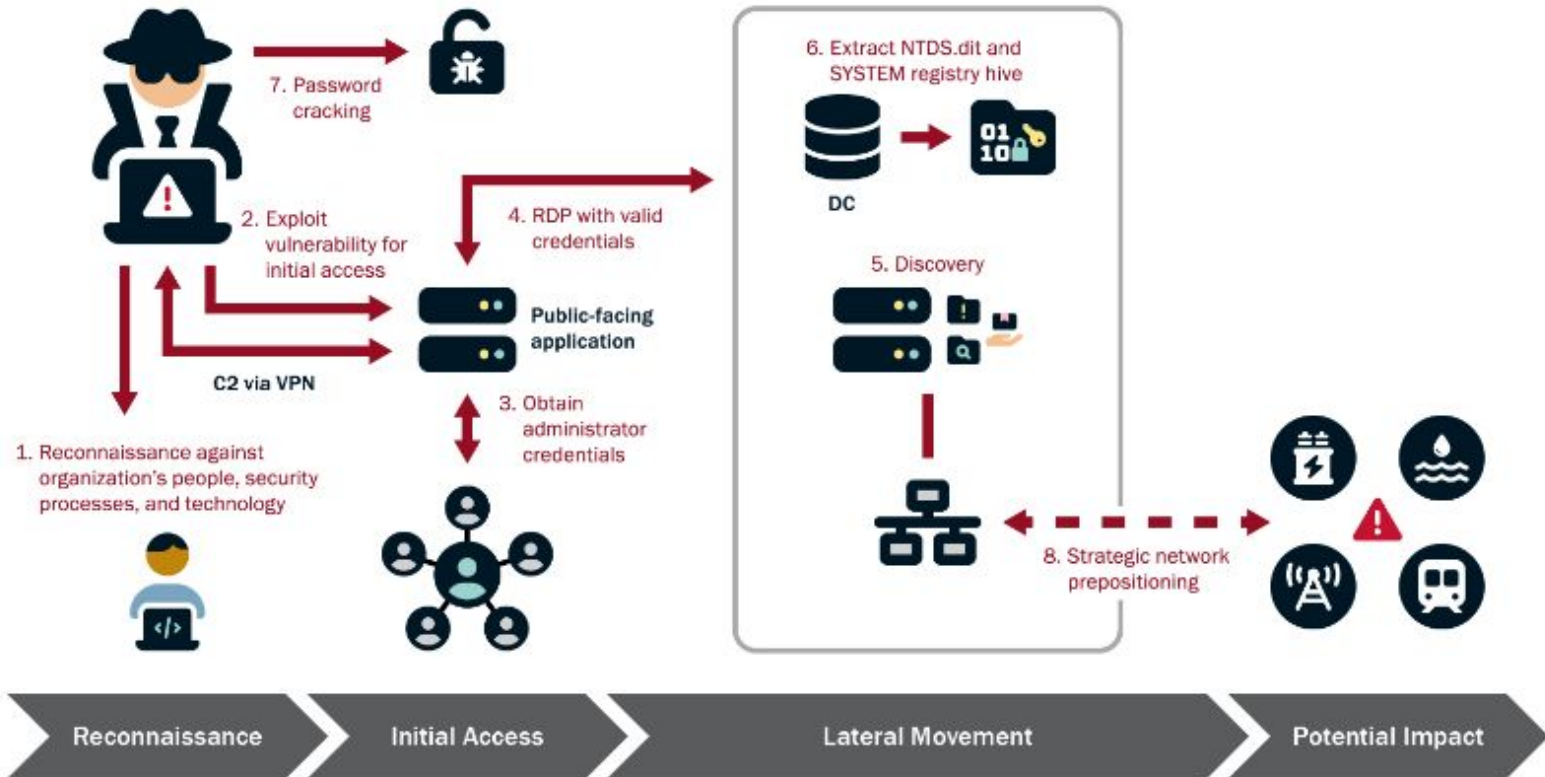 7. Password
cracking
2. Exploit
vulnerability for
initial access
C2 via VPN
1. Reconnaissance against
organization's people, security
processes, and technology
</>
4. RDP with valid
credentials
Public-facing
application
3. Obtain
administrator
credentials
6. Extract NTDS.dit and
SYSTEM registry hive
01
10
DC
5. Discovery
8. Strategic network
prepositioning
Reconnaissance
Initial Access
Lateral Movement
Potential Impact